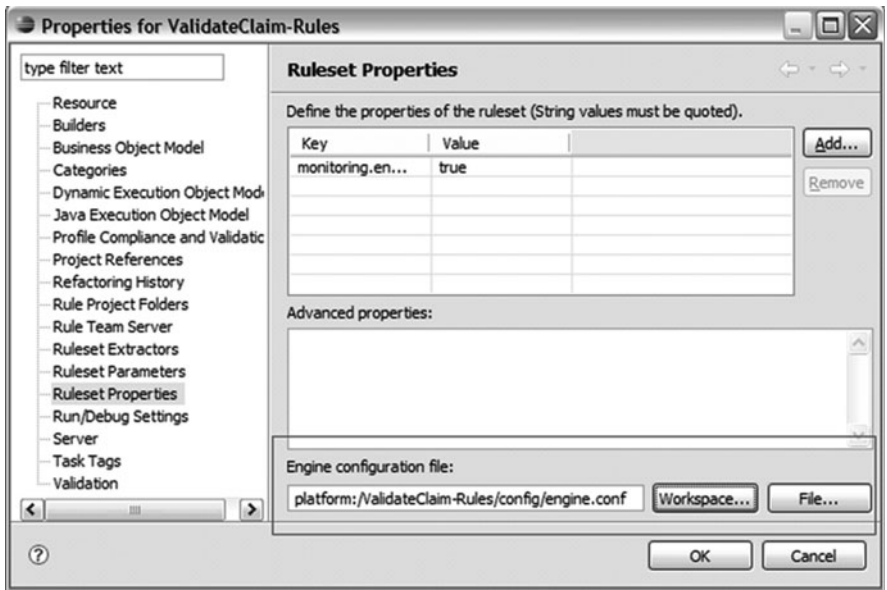 Properties for ValidateClaim-Rules
type filter text
Resource
Builders
Business Object Model
Categories
Dynamic Execution Object Mode
Java Execution Object Model
Profile Compliance and Validatic
Project References
Refactoring History
Rule Project Folders
Rule Team Server
Ruleset Extractors
Ruleset Parameters
Ruleset Properties
Run/Debug Settings
Server
Task Tags
Validation
Ruleset Properties
Define the properties of the ruleset (String values must be quoted).
Key Value
monitoring.en... true
Add...
Remove
Advanced properties:
Engine configuration file:
platform:/ValidateClaim-Rules/config/engine.conf Workspace... File...
? OK Cancel